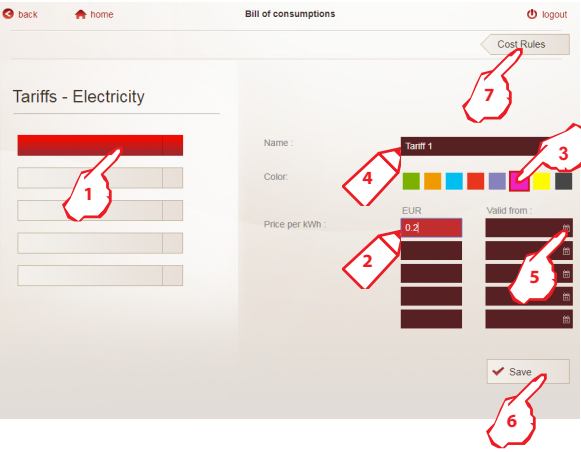 back home Bill of consumptions logout
Cost Rules
7
Tariffs - Electricity
Name : Tariff 1
3
4
Color:
1
EUR Valid from :
Price per kWh : 0.2
2
5
Save
6